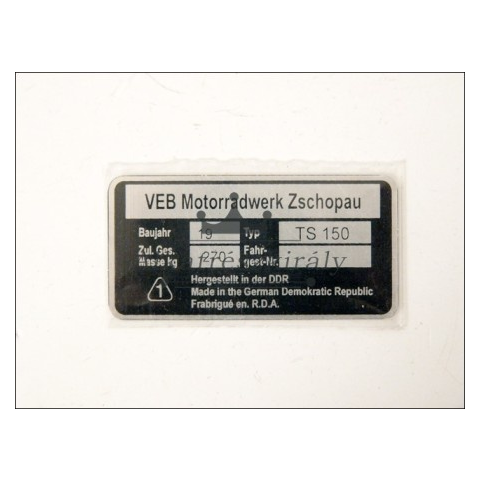 VEB Motorradwerk Zschopau
Baujahr 19 Typ TS 150
Zul. Ges. Fahr-
Masse kg 270 gest-Nr.
1 Hergestellt in der DDR
Made in the German Demokratic Republic
Frabrigué en. R.D.A.